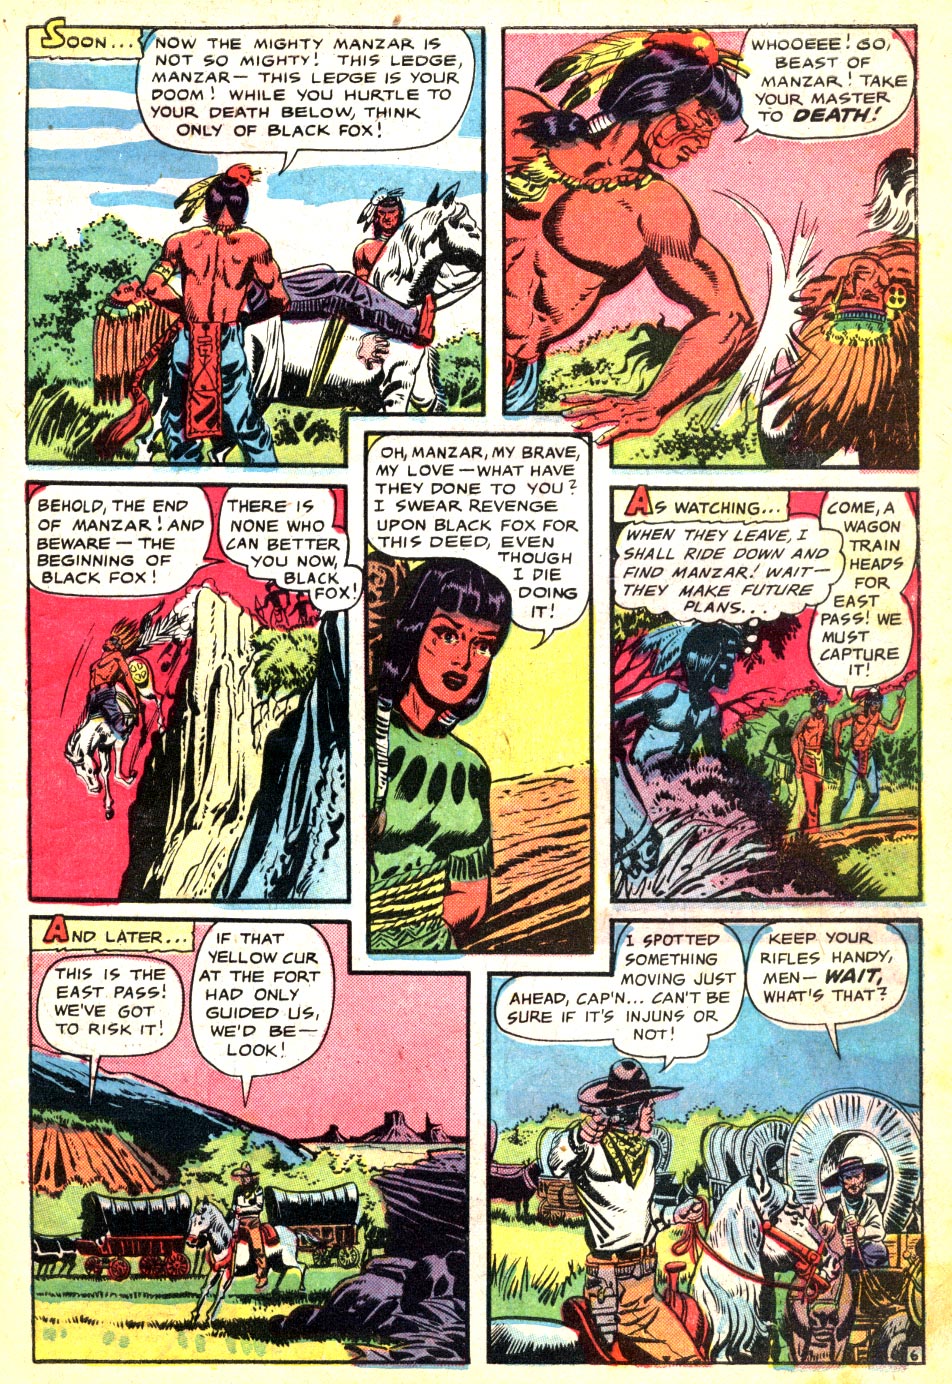 SOON...
NOW THE MIGHTY MANZAR IS
NOT SO MIGHTY! THIS LEDGE,
MANZAR— THIS LEDGE IS YOUR
DOOM! WHILE YOU HURTLE TO
YOUR DEATH BELOW, THINK
ONLY OF BLACK FOX!
WHOOEEE! GO,
BEAST OF
MANZAR! TAKE
YOUR MASTER
TO DEATH!
BEHOLD, THE END
OF MANZAR! AND
BEWARE — THE
BEGINNING OF
BLACK FOX!
THERE IS
NONE WHO
CAN BETTER
YOU NOW,
BLACK
FOX!
OH, MANZAR, MY BRAVE,
MY LOVE — WHAT HAVE
THEY DONE TO YOU?
I SWEAR REVENGE
UPON BLACK FOX FOR
THIS DEED, EVEN
THOUGH
I DIE
DOING
IT!
AS WATCHING...
WHEN THEY LEAVE, I
SHALL RIDE DOWN AND
FIND MANZAR! WAIT—
THEY MAKE FUTURE
PLANS....
COME, A
WAGON
TRAIN
HEADS
FOR
EAST
PASS! WE
MUST
CAPTURE
IT!
AND LATER...
THIS IS THE
EAST PASS!
WE'VE GOT
TO RISK IT!
IF THAT
YELLOW CUR
AT THE FORT
HAD ONLY
GUIDED US,
WE'D BE—
LOOK!
I SPOTTED
SOMETHING
MOVING JUST
AHEAD, CAP'N... CAN'T BE
SURE IF IT'S INJUNS OR
NOT!
KEEP YOUR
RIFLES HANDY,
MEN— WAIT,
WHAT'S THAT?
6